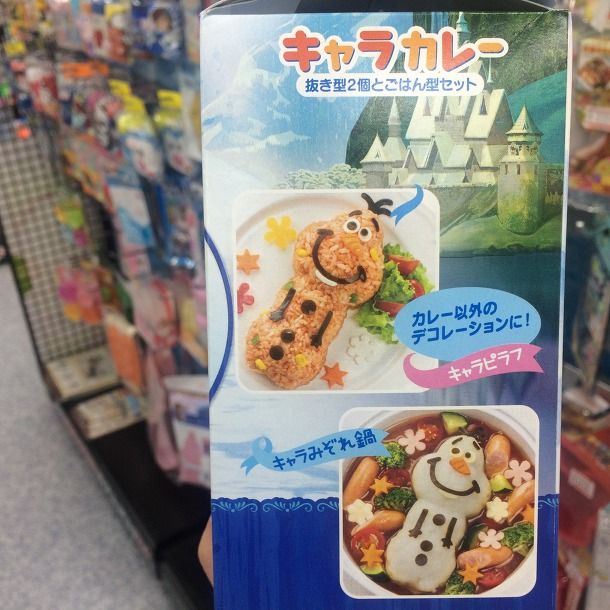 キャラカレー
抜き型2個とごはん型セット
カレー以外の
デコレーションに!
キャラピラフ
キャラみぞれ鍋